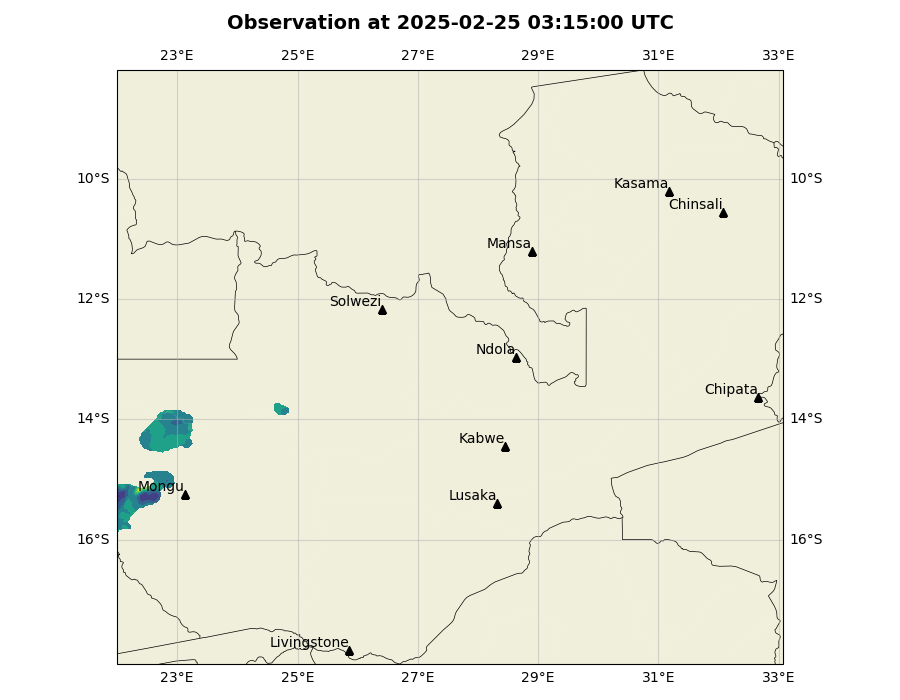 Observation at 2025-02-25 03:15:00 UTC
23°E 25°E 27°E 29°E 31°E 33°E
10°S 10°S
Kasama
Chinsali
Mansa
12°S 12°S
Solwezi
Ndola
Chipata
14°S 14°S
Kabwe
Mongu
Lusaka
16°S 16°S
Livingstone
23°E 25°E 27°E 29°E 31°E 33°E